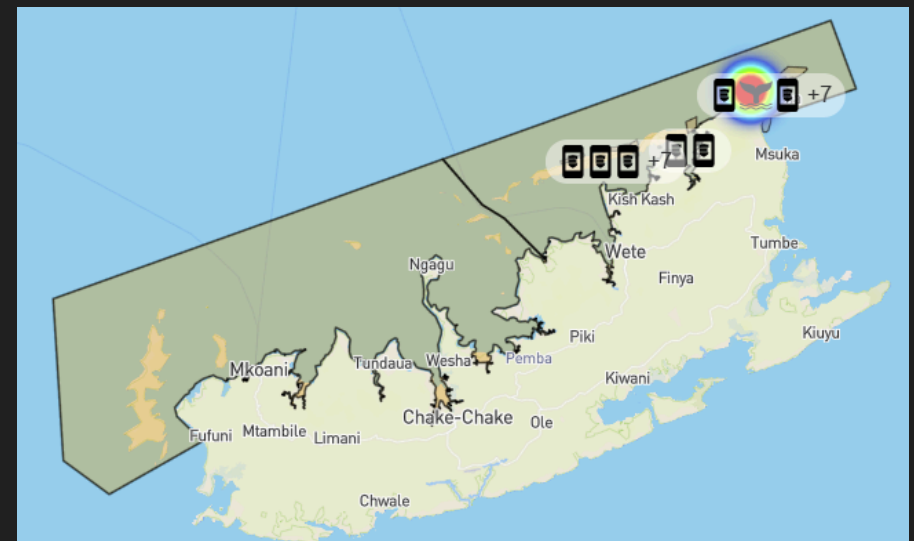 +7
+7
Msuka
Kish Kash
Tumbe
Wete
Ngagu
Finya
Kiuyu
Piki
Pemba
Wesha
Tundaua
Mkoani
Kiwani
Chake-Chake
Ole
Fufuni
Mtambile
Limani
Chwale